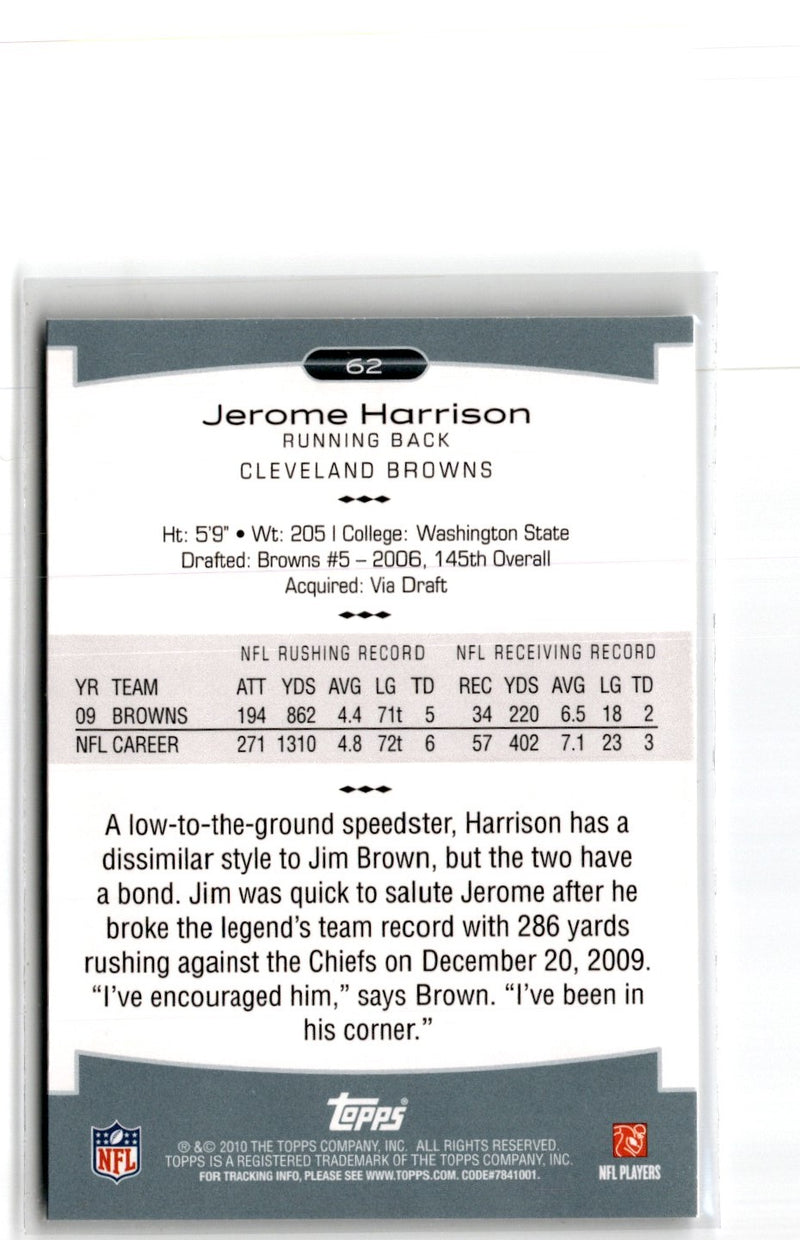 62
Jerome Harrison
RUNNING BACK
CLEVELAND BROWNS
Ht: 5'9" • Wt: 205 | College: Washington State
Drafted: Browns #5 – 2006, 145th Overall
Acquired: Via Draft
NFL RUSHING RECORD NFL RECEIVING RECORD
YR TEAM ATT YDS AVG LG TD REC YDS AVG LG TD
09 BROWNS 194 862 4.4 71t 5 34 220 6.5 18 2
NFL CAREER 271 1310 4.8 72t 6 57 402 7.1 23 3
A low-to-the-ground speedster, Harrison has a
dissimilar style to Jim Brown, but the two have
a bond. Jim was quick to salute Jerome after he
broke the legend's team record with 286 yards
rushing against the Chiefs on December 20, 2009.
"I've encouraged him," says Brown. "I've been in
his corner."
Topps®
® &© 2010 THE TOPPS COMPANY, INC. ALL RIGHTS RESERVED.
TOPPS IS A REGISTERED TRADEMARK OF THE TOPPS COMPANY, INC.
FOR TRACKING INFO, PLEASE SEE WWW.TOPPS.COM. CODE#7841001.
NFL
NFL PLAYERS